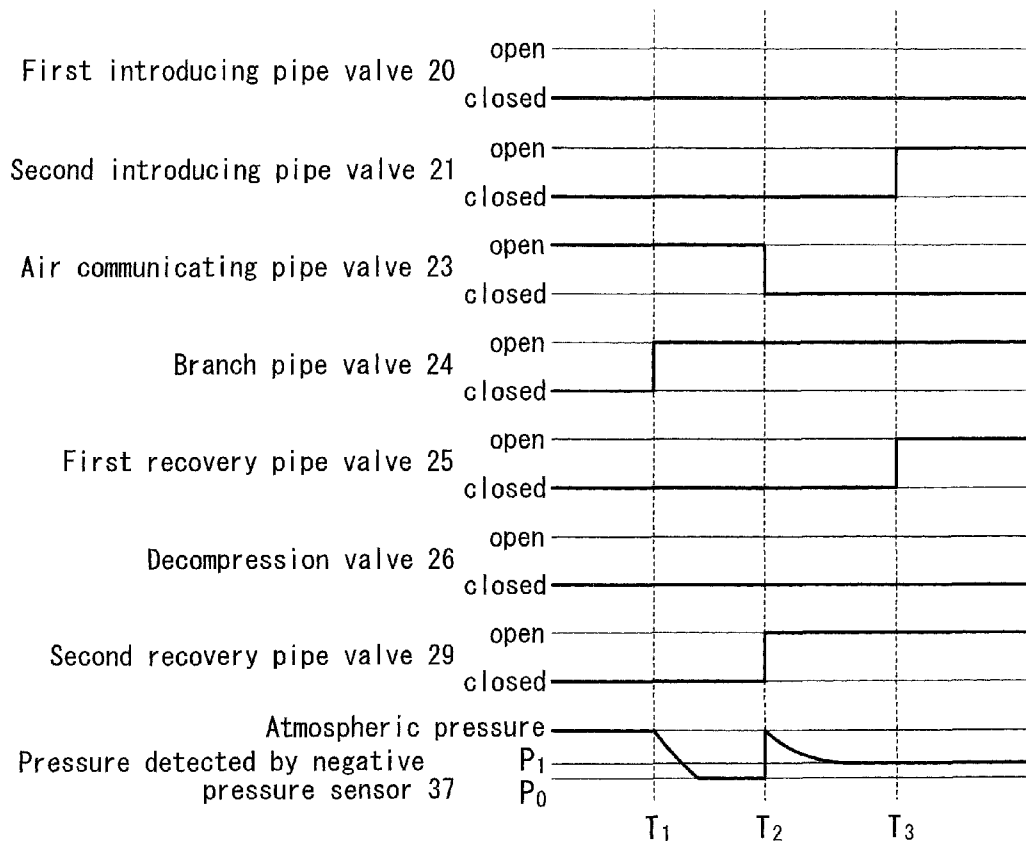 open
First introducing pipe valve 20
closed
open
Second introducing pipe valve 21
closed
open
Air communicating pipe valve 23
closed
open
Branch pipe valve 24
closed
open
First recovery pipe valve 25
closed
open
Decompression valve 26
closed
open
Second recovery pipe valve 29
closed
Atmospheric pressure
Pressure detected by negative
pressure sensor 37
P₁
P₀
T₁ T₂ T₃